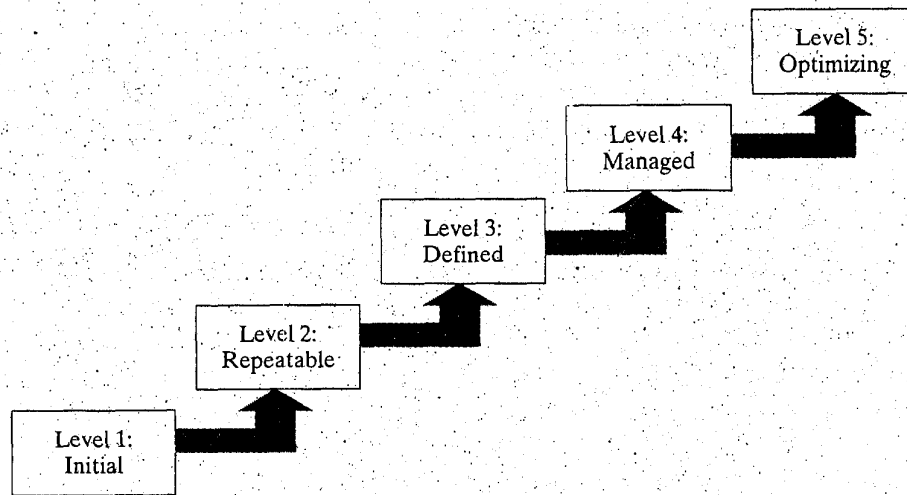 Level 5:
Optimizing
Level 4:
Managed
Level 3:
Defined
Level 2:
Repeatable
Level 1:
Initial